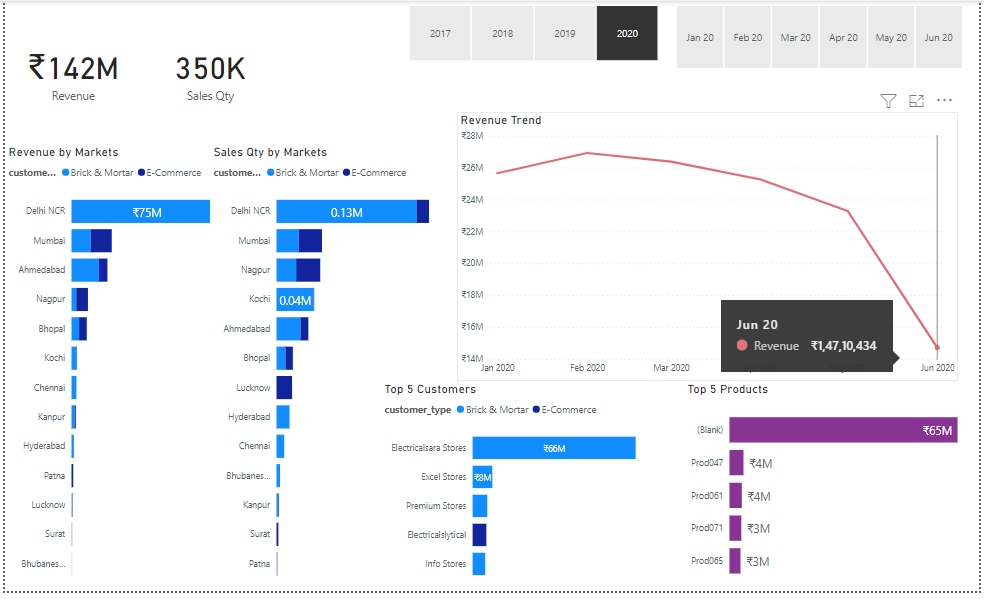 2017 2018 2019 2020 Jan 20 Feb 20 Mar 20 Apr 20 May 20 Jun 20
₹142M 350K
Revenue Sales Qty
Revenue Trend
₹28M
₹26M
₹24M
₹22M
₹20M
₹18M
₹16M
₹14M
Jan 2020 Feb 2020 Mar 2020 Jun 2020
Jun 20
Revenue ₹1,47,10,434
Revenue by Markets
custome... Brick & Mortar E-Commerce
Delhi NCR ₹75M
Mumbai
Ahmedabad
Nagpur
Bhopal
Kochi
Chennai
Kanpur
Hyderabad
Patna
Lucknow
Surat
Bhubanes...
Sales Qty by Markets
custome... Brick & Mortar E-Commerce
Delhi NCR 0.13M
Mumbai
Nagpur
Kochi 0.04M
Ahmedabad
Bhopal
Lucknow
Hyderabad
Chennai
Bhubanes...
Kanpur
Surat
Patna
Top 5 Customers
customer_type Brick & Mortar E-Commerce
Electricalsara Stores ₹66M
Excel Stores ₹8M
Premium Stores
Electricalslytical
Info Stores
Top 5 Products
(Blank) ₹65M
Prod047 ₹4M
Prod061 ₹4M
Prod071 ₹3M
Prod065 ₹3M